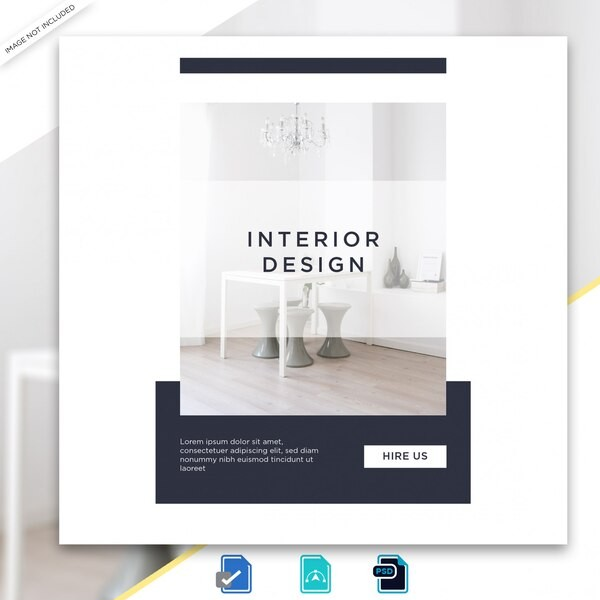 IMAGE NOT INCLUDED
INTERIOR
DESIGN
Lorem ipsum dolor sit amet,
consectetuer adipiscing elit, sed diam
nonummy nibh euismod tincidunt ut
laoreet
HIRE US
PSD